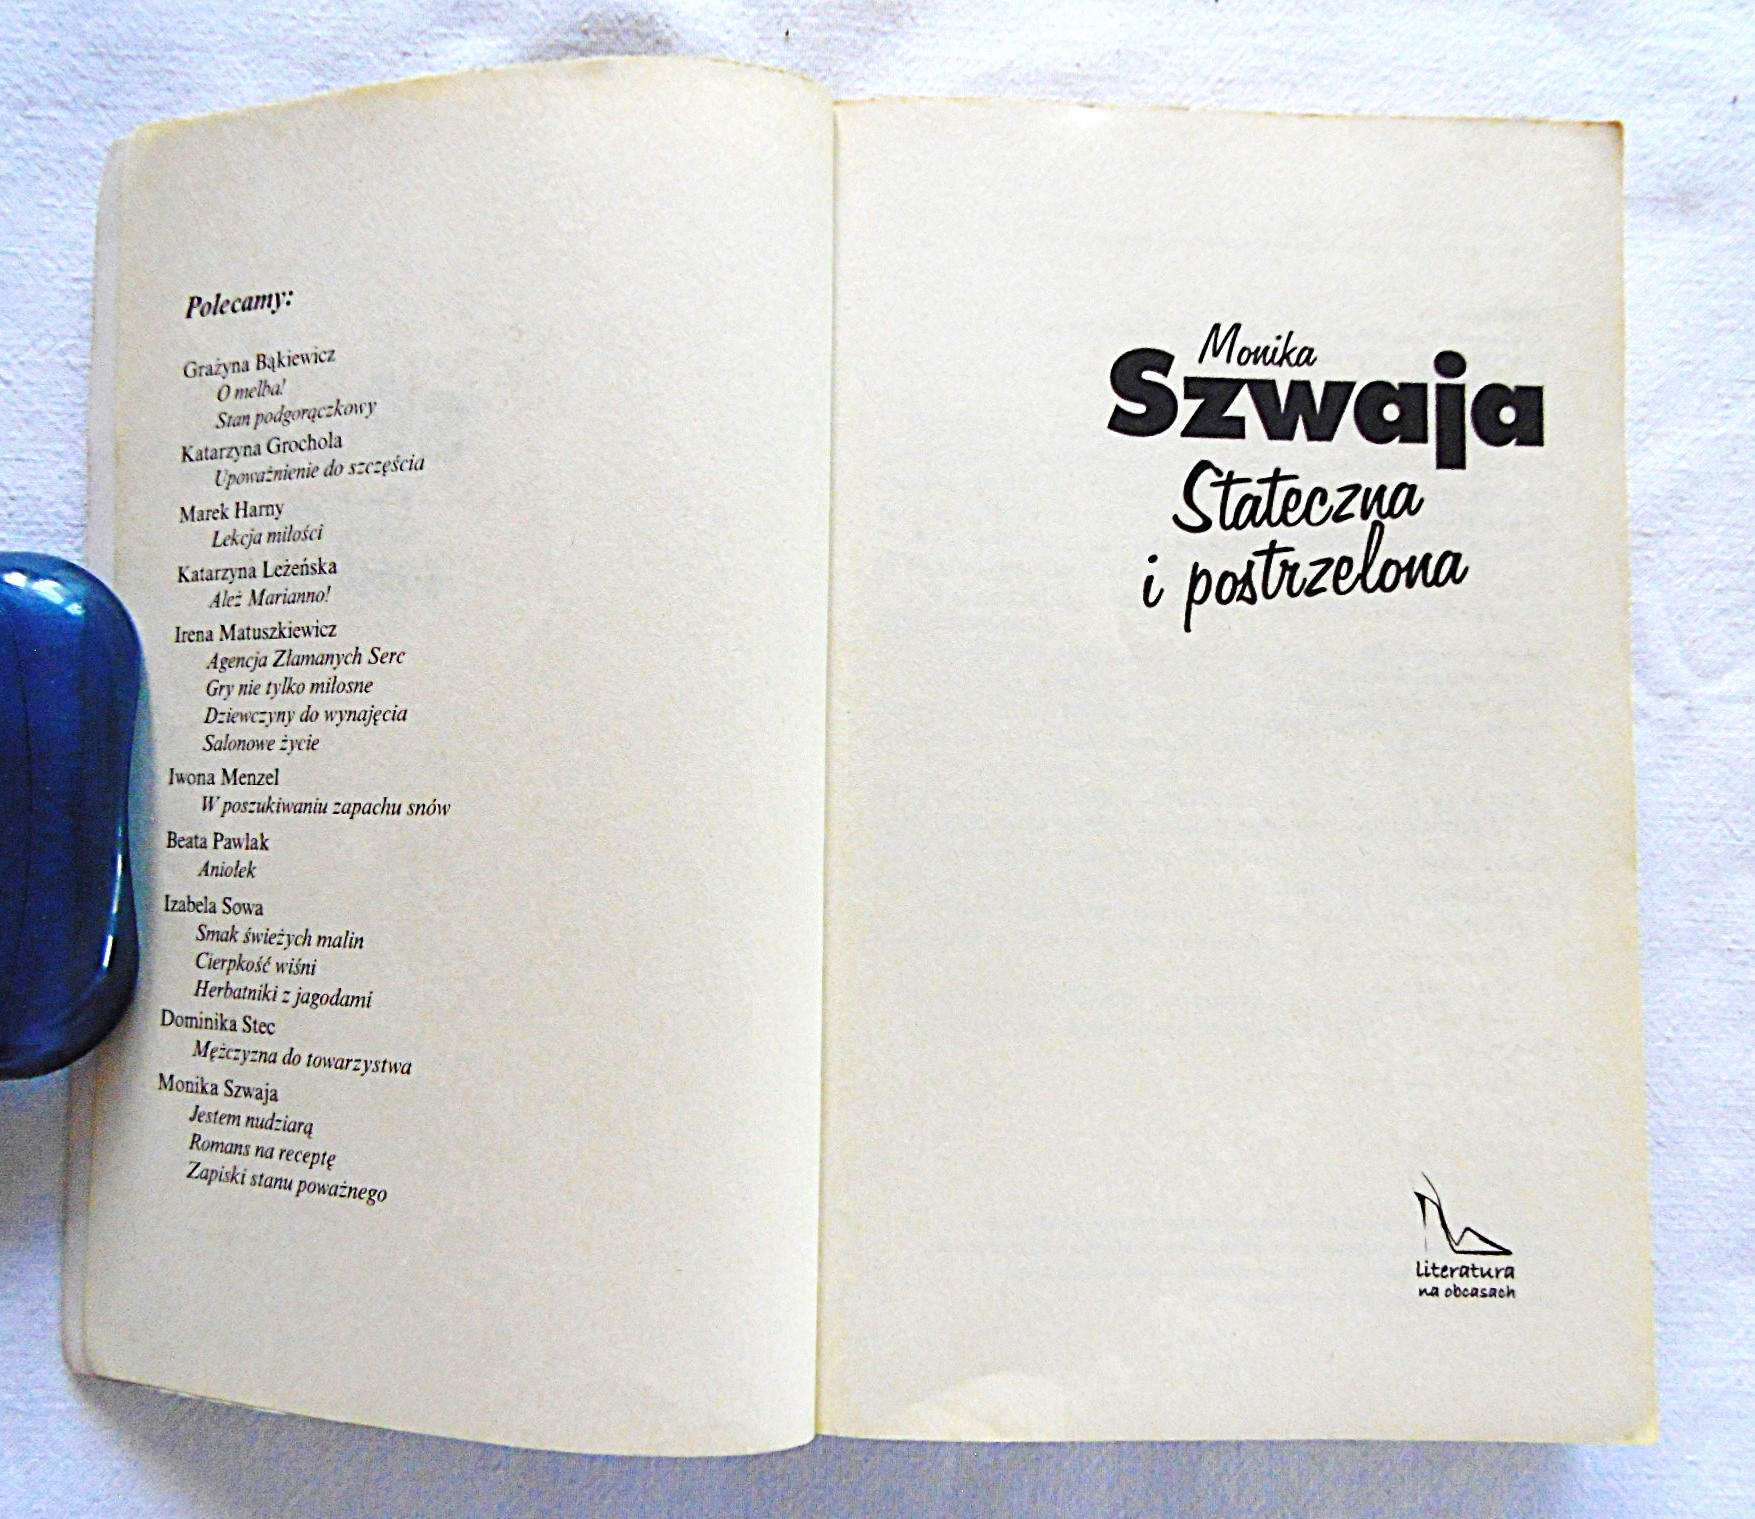 Polecamy:
Grażyna Bąkiewicz
O melba!
Stan podgorączkowy
Katarzyna Grochola
Upoważnienie do szczęścia
Marek Harny
Lekcja miłości
Katarzyna Leżeńska
Ależ Marianno!
Irena Matuszkiewicz
Agencja Złamanych Serc
Gry nie tylko miłosne
Dziewczyny do wynajęcia
Salonowe życie
Iwona Menzel
W poszukiwaniu zapachu snów
Beata Pawlak
Aniołek
Izabela Sowa
Smak świeżych malin
Cierpkość wiśni
Herbatniki z jagodami
Dominika Stec
Mężczyzna do towarzystwa
Monika Szwaja
Jestem nudziarą
Romans na receptę
Zapiski stanu poważnego
Monika
Szwaja
Stateczna
i postrzelona
literatura
na obcasach